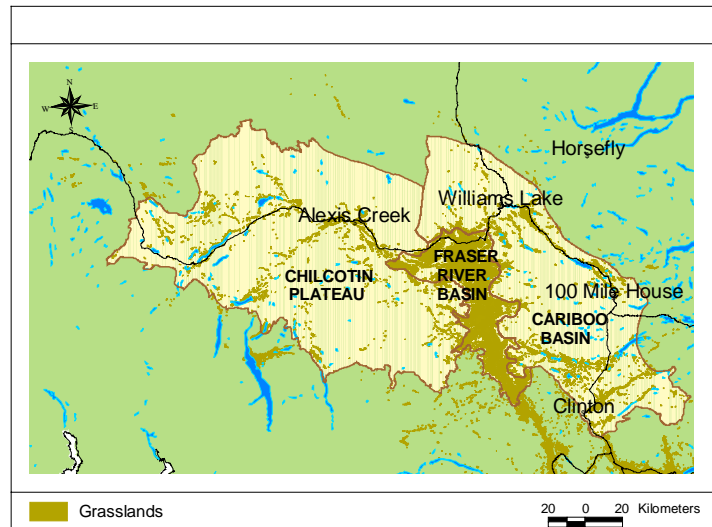 N
W E
S
Horsefly
Williams Lake
Alexis Creek
FRASER
RIVER
BASIN
CHILCOTIN
PLATEAU
100 Mile House
CARIBOO
BASIN
Clinton
Grasslands
20 0 20 Kilometers